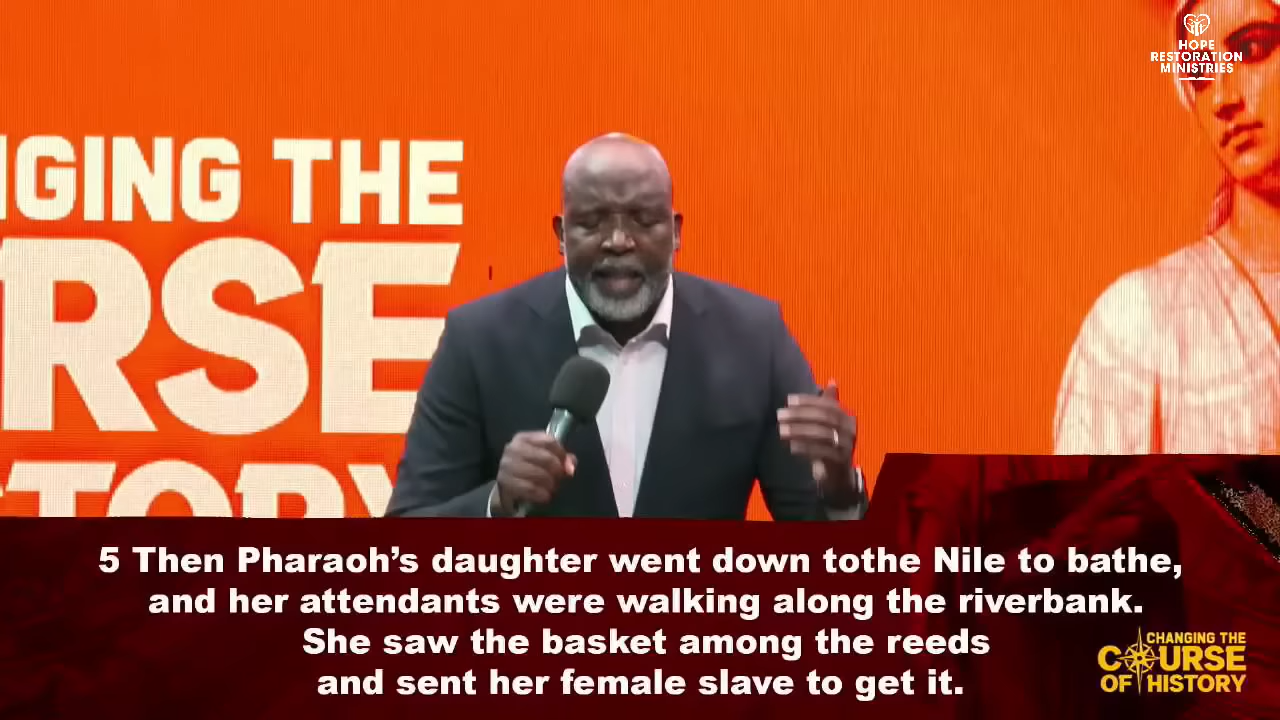 HOPE
RESTORATION
MINISTRIES
GING THE
RSE
TORY
5 Then Pharaoh’s daughter went down tothe Nile to bathe,
and her attendants were walking along the riverbank.
She saw the basket among the reeds
and sent her female slave to get it.
CHANGING THE
COURSE
OF HISTORY